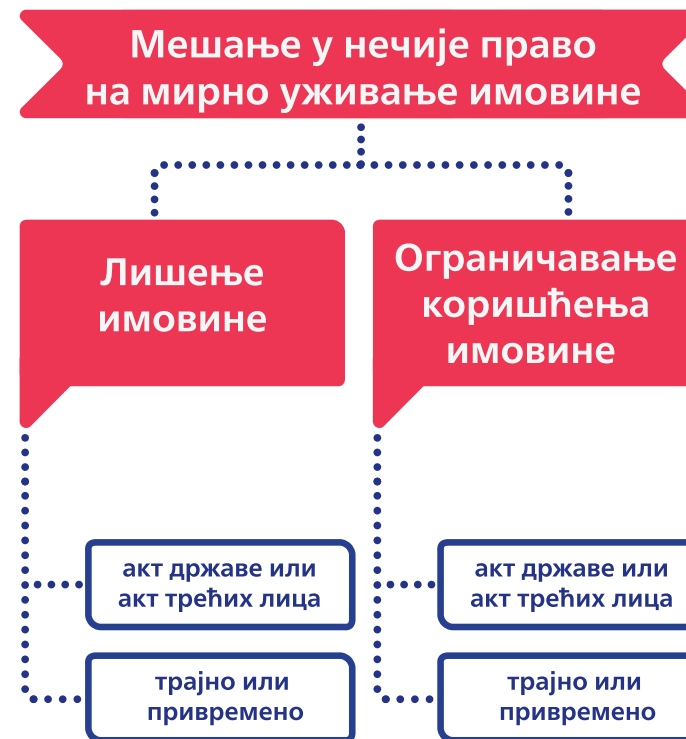 Мешање у нечије право
на мирно уживање имовине
Лишење
имовине
Ограничавање
коришћења
имовине
акт државе или
акт трећих лица
акт државе или
акт трећих лица
трајно или
привремено
трајно или
привремено